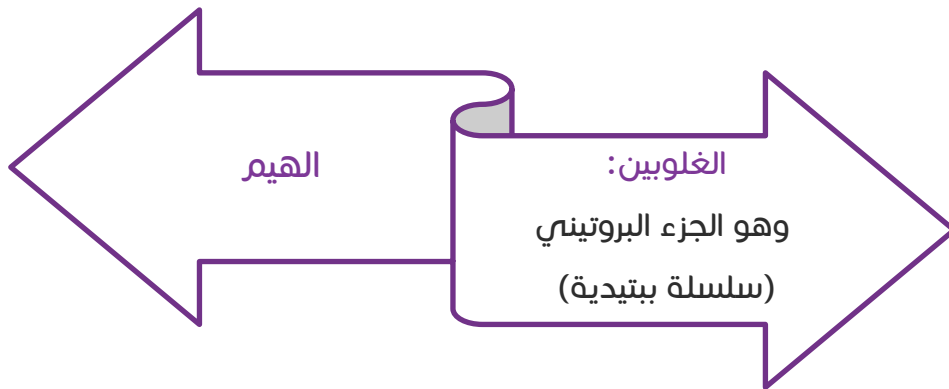 الغلوبين:
وهو الجزء البروتيني
(سلسلة ببتيدية)
الهيم